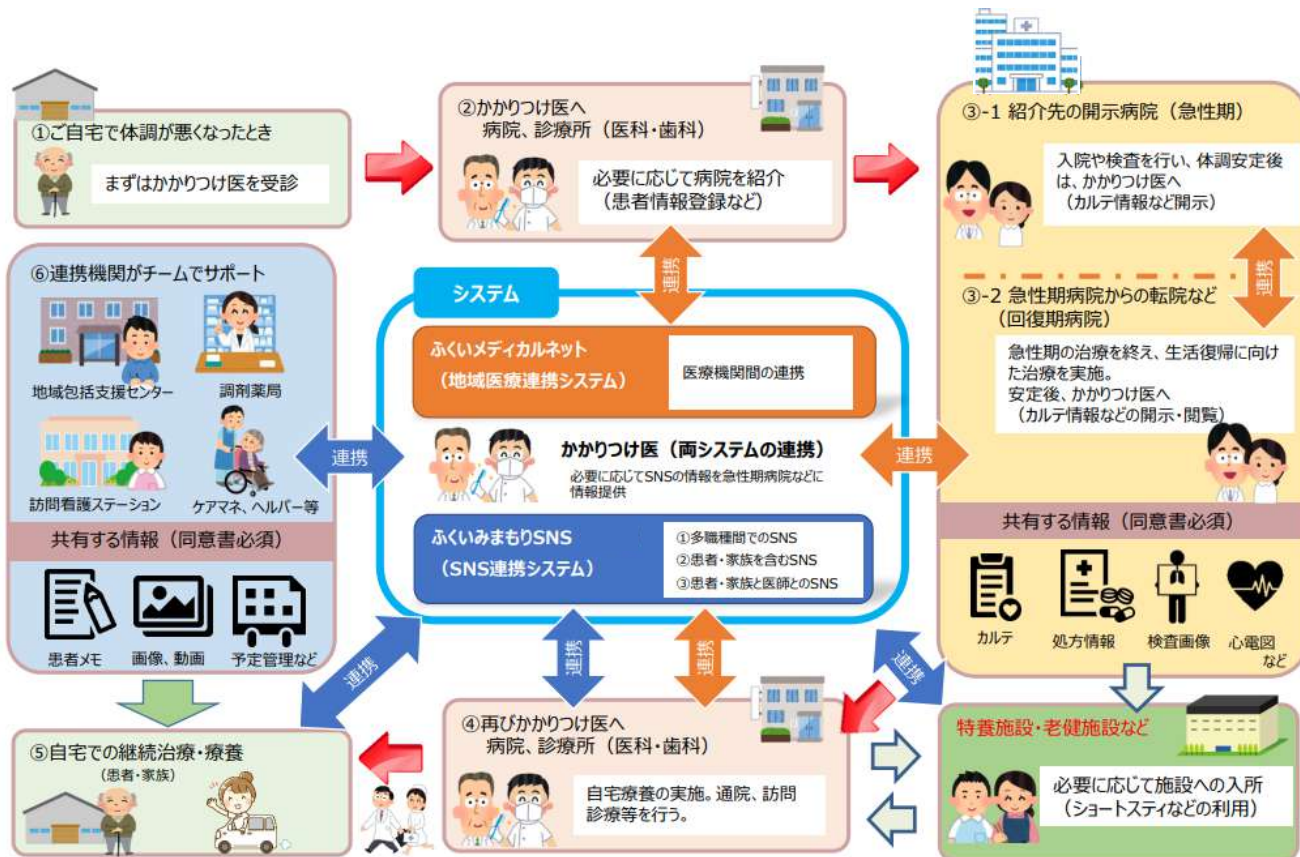 ①ご自宅で体調が悪くなったとき
まずはかかりつけ医を受診
②かかりつけ医へ
病院、診療所（医科・歯科）
必要に応じて病院を紹介
（患者情報登録など）
③-1 紹介先の開示病院（急性期）
入院や検査を行い、体調安定後
は、かかりつけ医へ
（カルテ情報など開示）
連携
③-2 急性期病院からの転院など
（回復期病院）
急性期の治療を終え、生活復帰に向け
た治療を実施。
安定後、かかりつけ医へ
（カルテ情報などの開示・閲覧）
共有する情報（同意書必須）
カルテ
処方情報
検査画像
心電図
など
連携
システム
ふくいメディカルネット
（地域医療連携システム）
医療機関間の連携
かかりつけ医（両システムの連携）
必要に応じてSNSの情報を急性期病院などに
情報提供
ふくいみまもりSNS
（SNS連携システム）
①多職種間でのSNS
②患者・家族を含むSNS
③患者・家族と医師とのSNS
連携
連携
⑥連携機関がチームでサポート
地域包括支援センター
調剤薬局
訪問看護ステーション
ケアマネ、ヘルパー等
共有する情報（同意書必須）
患者メモ
画像、動画
予定管理など
連携
連携
連携
連携
④再びかかりつけ医へ
病院、診療所（医科・歯科）
自宅療養の実施。通院、訪問
診療等を行う。
⑤自宅での継続治療・療養
（患者・家族）
特養施設・老健施設など
必要に応じて施設への入所
（ショートスティなどの利用）